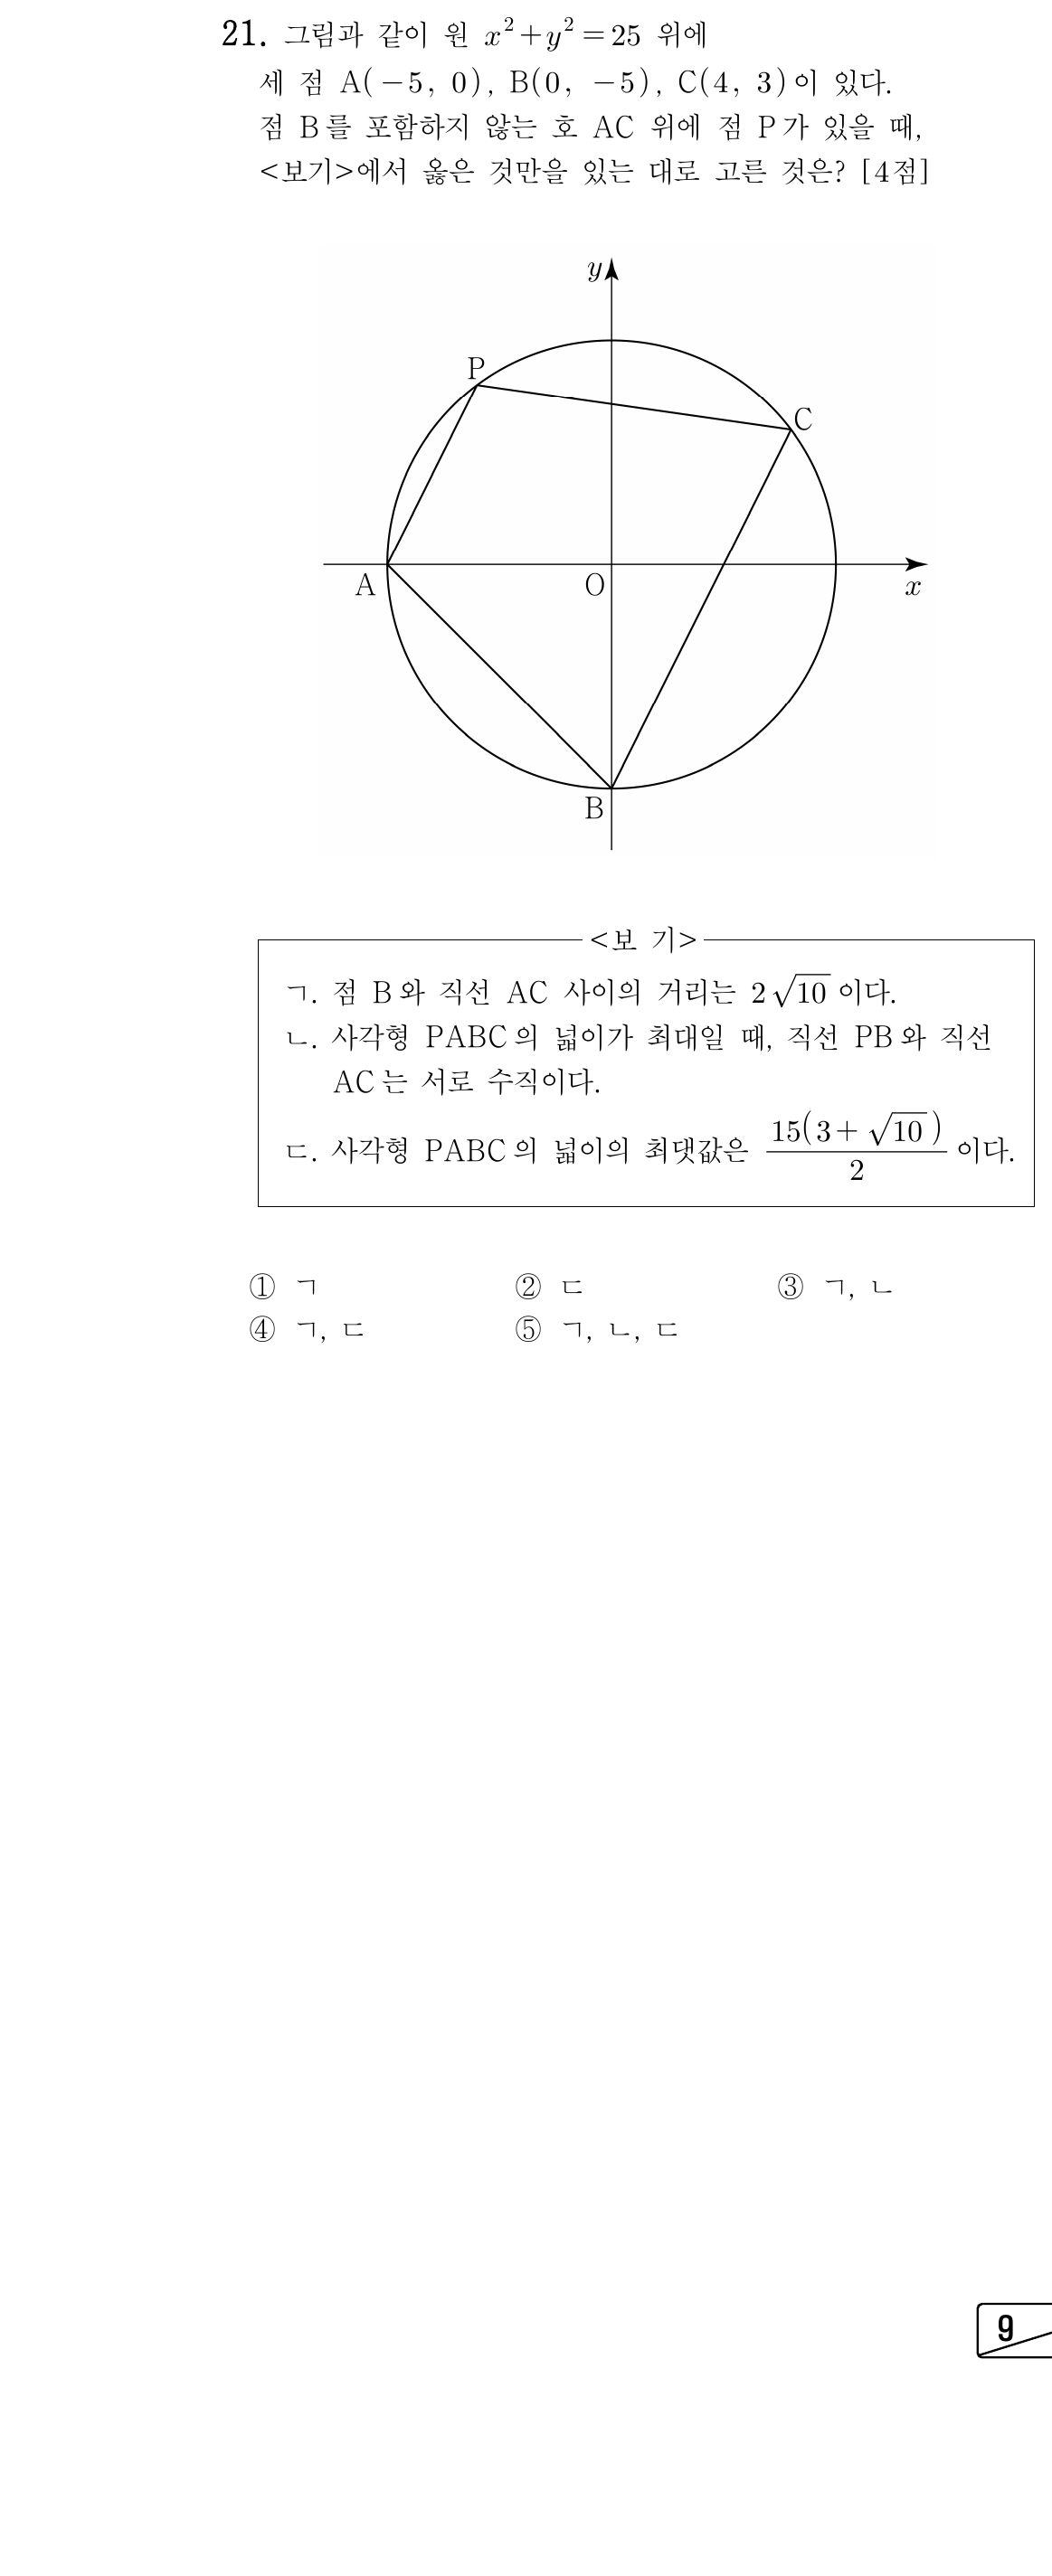 21. 그림과 같이 원 $x^2+y^2=25$ 위에
세 점 A(−5, 0), B(0, −5), C(4, 3)이 있다.
점 B를 포함하지 않는 호 AC 위에 점 P가 있을 때,
<보기>에서 옳은 것만을 있는 대로 고른 것은? [4점]
y
P
C
A
O
x
B
<보 기>
ㄱ. 점 B와 직선 AC 사이의 거리는 $2\sqrt{10}$ 이다.
ㄴ. 사각형 PABC의 넓이가 최대일 때, 직선 PB와 직선
AC는 서로 수직이다.
ㄷ. 사각형 PABC의 넓이의 최댓값은 $\frac{15(3+\sqrt{10})}{2}$ 이다.
① ㄱ ② ㄷ ③ ㄱ, ㄴ
④ ㄱ, ㄷ ⑤ ㄱ, ㄴ, ㄷ
9